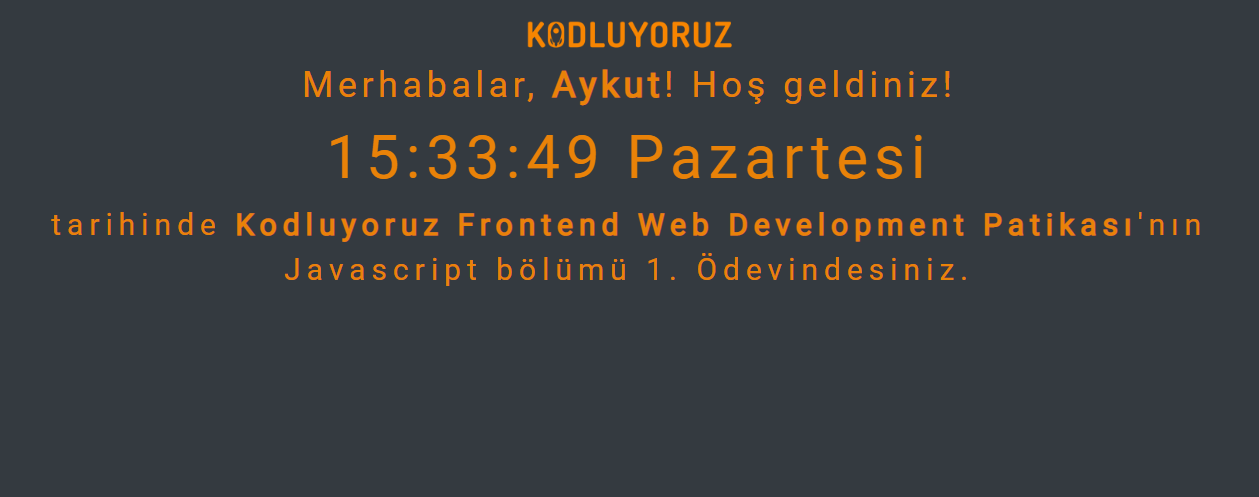 KODLUYORUZ
Merhabalar, Aykut! Hoş geldiniz!
15:33:49 Pazartesi
tarihinde Kodluyoruz Frontend Web Development Patikası'nın
Javascript bölümü 1. Ödevindesiniz.